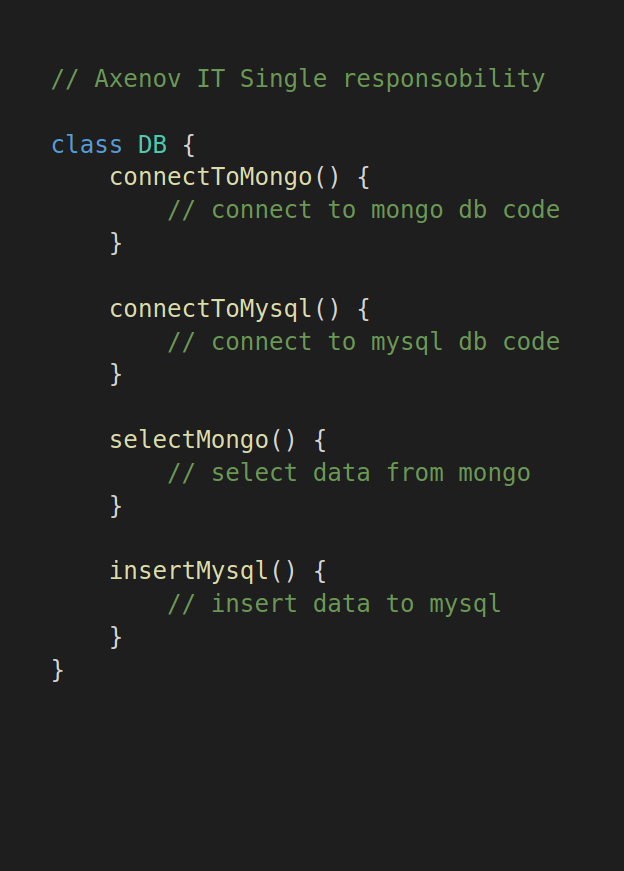 // Axenov IT Single responsobility
class DB {
    connectToMongo() {
        // connect to mongo db code
    }
    connectToMysql() {
        // connect to mysql db code
    }
    selectMongo() {
        // select data from mongo
    }
    insertMysql() {
        // insert data to mysql
    }
}